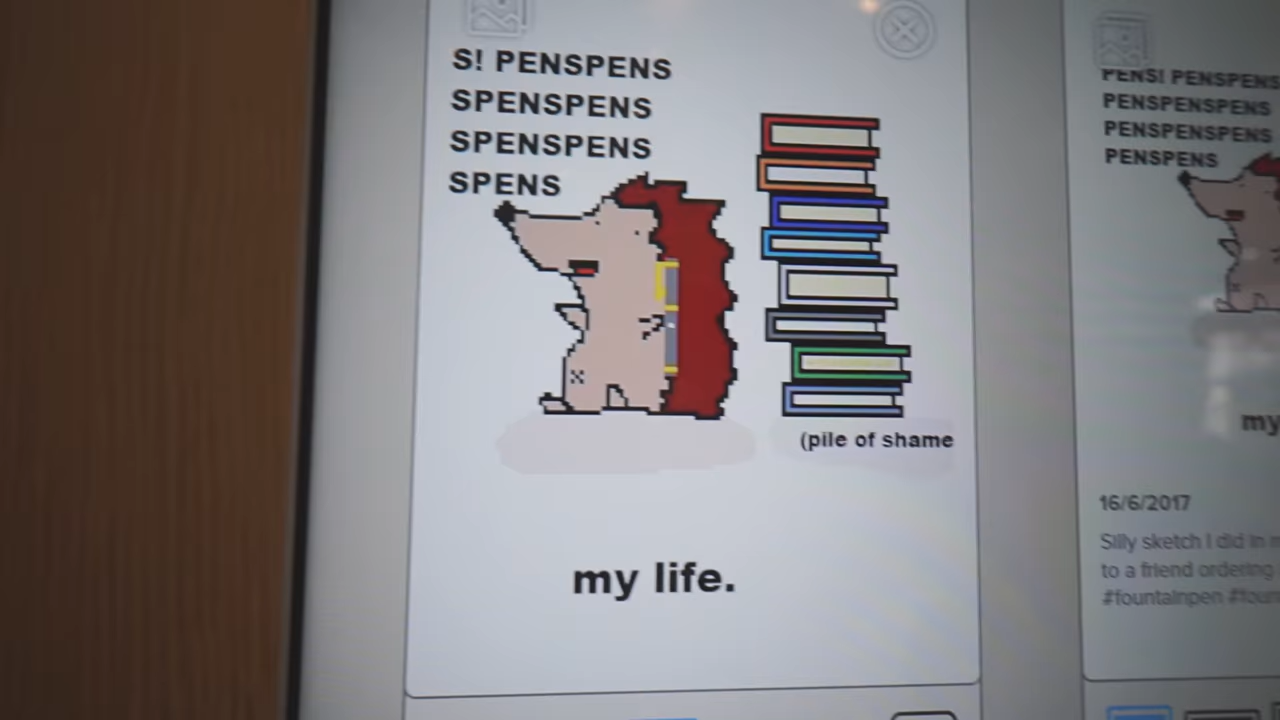 S! PENSPENS
SPENSPENS
SPENSPENS
SPENS
(pile of shame
my life.
PENS! PENSPENS
PENSPENSPENS
PENSPENSPENS
PENSPENS
my
16/6/2017
Silly sketch I did in
to a friend ordering
#fountainpen